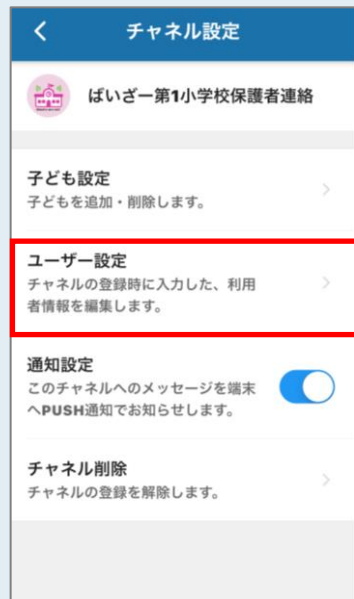 チャネル設定
ばいざー第1小学校保護者連絡
子ども設定
子どもを追加・削除します。
ユーザー設定
チャネルの登録時に入力した、利用
者情報を編集します。
通知設定
このチャネルへのメッセージを端末
へPUSH通知でお知らせします。
チャネル削除
チャネルの登録を解除します。